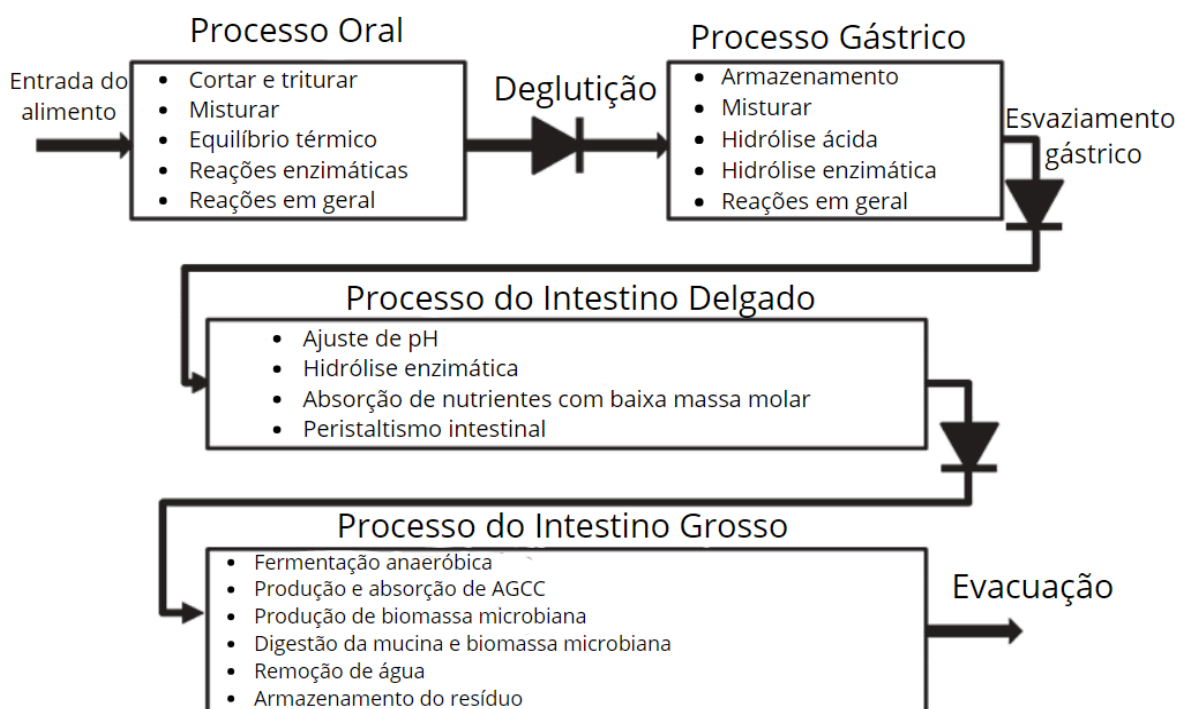 Processo Oral
Entrada do
alimento
• Cortar e triturar
• Misturar
• Equilíbrio térmico
• Reações enzimáticas
• Reações em geral
Deglutição
Processo Gástrico
• Armazenamento
• Misturar
• Hidrólise ácida
• Hidrólise enzimática
• Reações em geral
Esvaziamento
gástrico
Processo do Intestino Delgado
• Ajuste de pH
• Hidrólise enzimática
• Absorção de nutrientes com baixa massa molar
• Peristaltismo intestinal
Processo do Intestino Grosso
• Fermentação anaeróbica
• Produção e absorção de AGCC
• Produção de biomassa microbiana
• Digestão da mucina e biomassa microbiana
• Remoção de água
• Armazenamento do resíduo
Evacuação